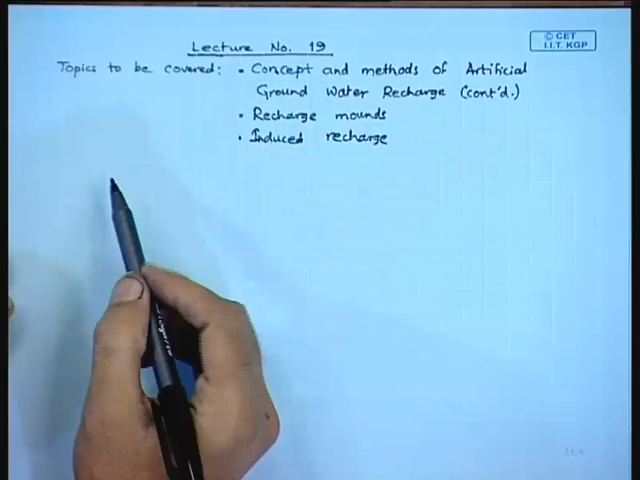 Lecture No. 19
© CET
I.I.T. KGP
Topics to be covered: • Concept and methods of Artificial
Ground Water Recharge (cont'd.)
• Recharge mounds
• Induced recharge